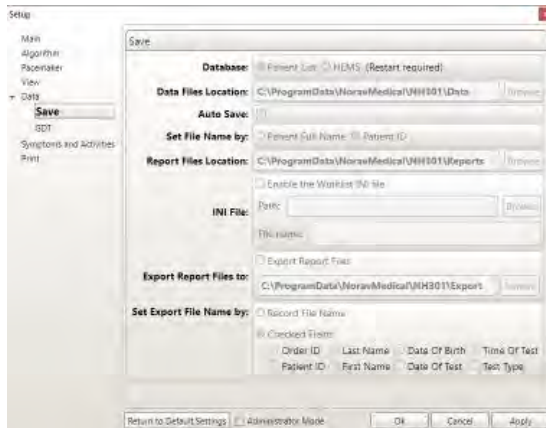 Setup
Main
Algorithm
Pacemaker
View
Data
Save
GDT
Symptoms and Activities
Print
Save
Database: Patient List HEMS (Restart required)
Data Files Location: C:\ProgramData\NoravMedical\NH301\Data Browse
Auto Save:
Set File Name by: Patient Full Name Patient ID
Report Files Location: C:\ProgramData\NoravMedical\NH301\Reports Browse
Enable the Worklist INI file
INI File: Path: Browse
File name:
Export Report Files
Export Report Files to: C:\ProgramData\NoravMedical\NH301\Export Browse
Set Export File Name by: Record File Name
Checked Fields
Order ID Last Name Date Of Birth Time Of Test
Patient ID First Name Date Of Test Test Type
Return to Default Settings Administrator Mode Ok Cancel Apply